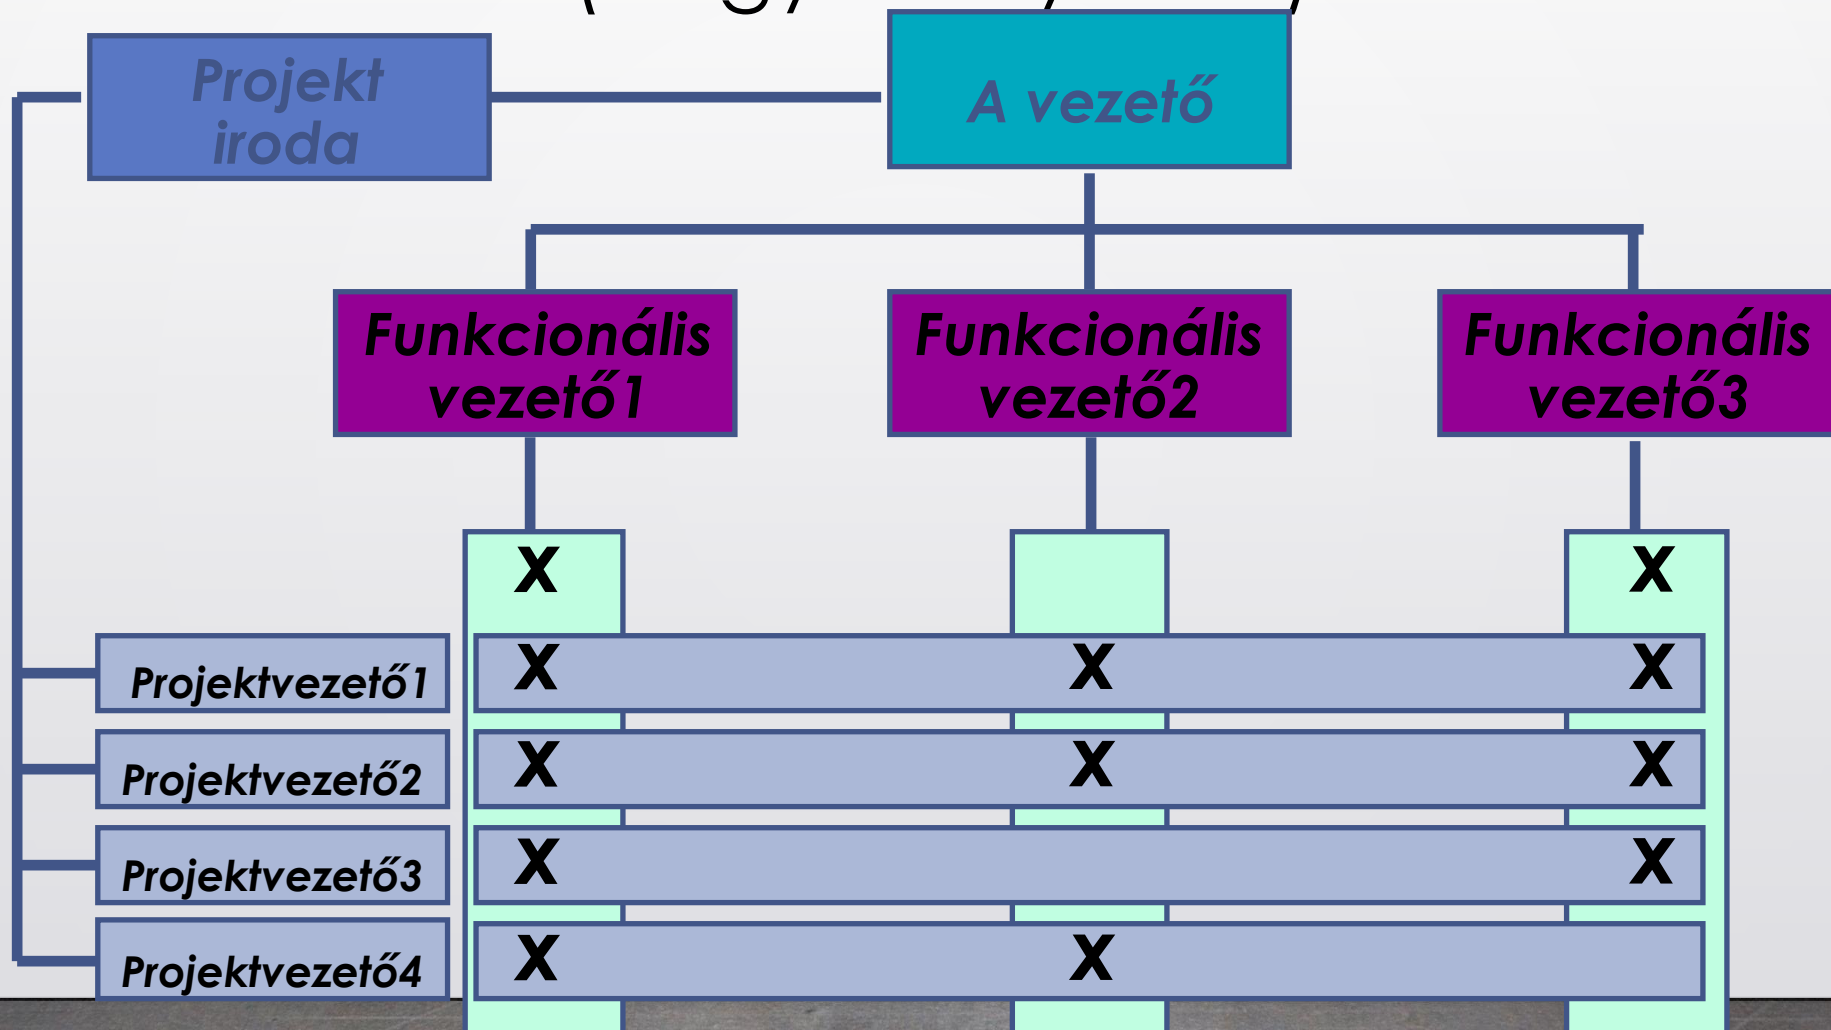 Projekt
iroda
A vezető
Funkcionális
vezető1
Funkcionális
vezető2
Funkcionális
vezető3
X X
Projektvezető1 X X X
Projektvezető2 X X X
Projektvezető3 X X
Projektvezető4 X X